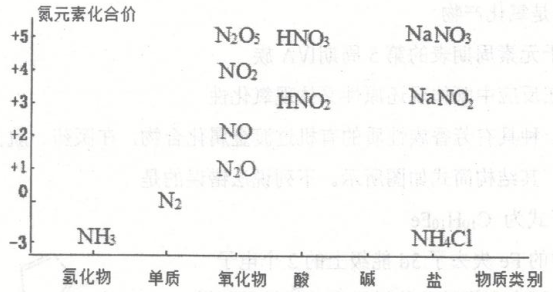 氮元素化合价
+5 N₂O₅ HNO₃ NaNO₃
+4 NO₂
+3 HNO₂ NaNO₂
+2 NO
+1 N₂O
0 N₂
-3 NH₃ NH₄Cl
氢化物 单质 氧化物 酸 碱 盐 物质类别